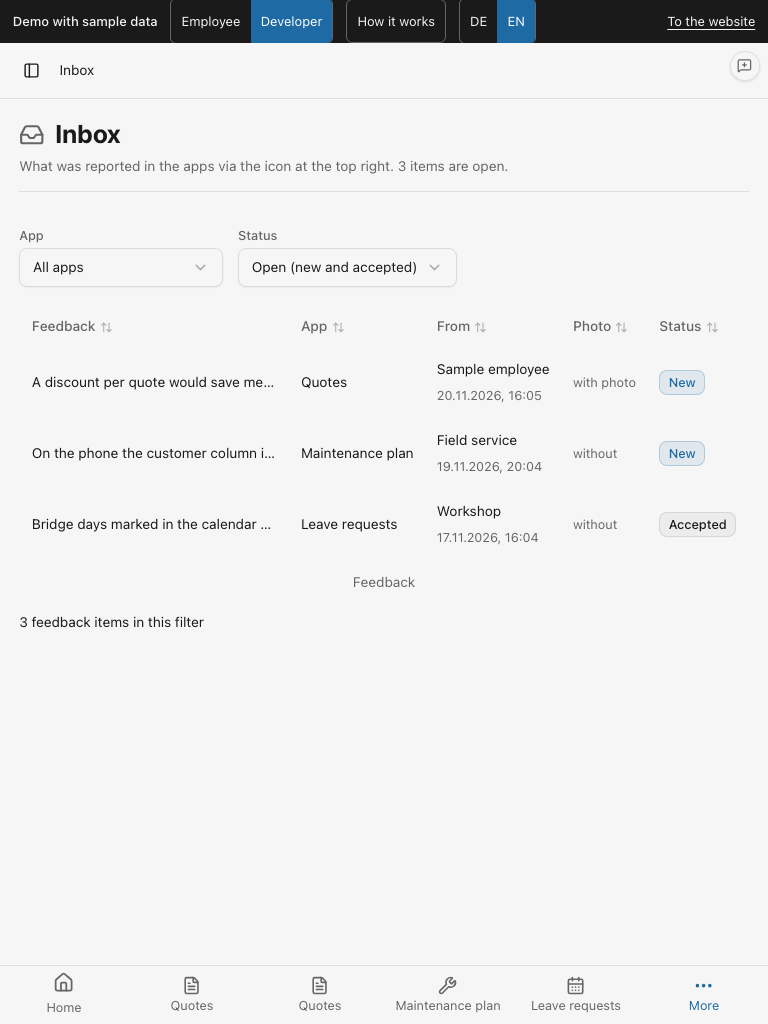 Demo with sample data Employee Developer How it works DE EN To the website
Inbox
Inbox
What was reported in the apps via the icon at the top right. 3 items are open.
App Status
All apps Open (new and accepted)
Feedback App From Photo Status
A discount per quote would save me... Quotes Sample employee with photo New
20.11.2026, 16:05
On the phone the customer column i... Maintenance plan Field service without New
19.11.2026, 20:04
Bridge days marked in the calendar ... Leave requests Workshop without Accepted
17.11.2026, 16:04
Feedback
3 feedback items in this filter
Home Quotes Quotes Maintenance plan Leave requests More